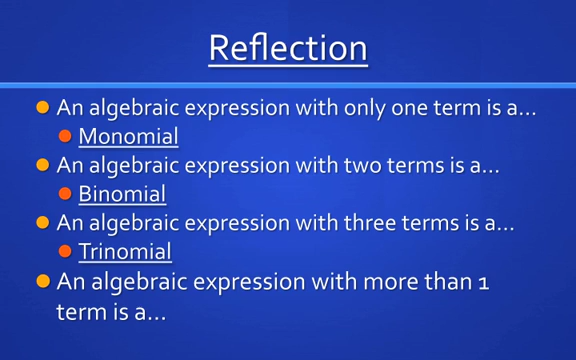 Reflection
An algebraic expression with only one term is a…
Monomial
An algebraic expression with two terms is a…
Binomial
An algebraic expression with three terms is a…
Trinomial
An algebraic expression with more than 1
term is a…